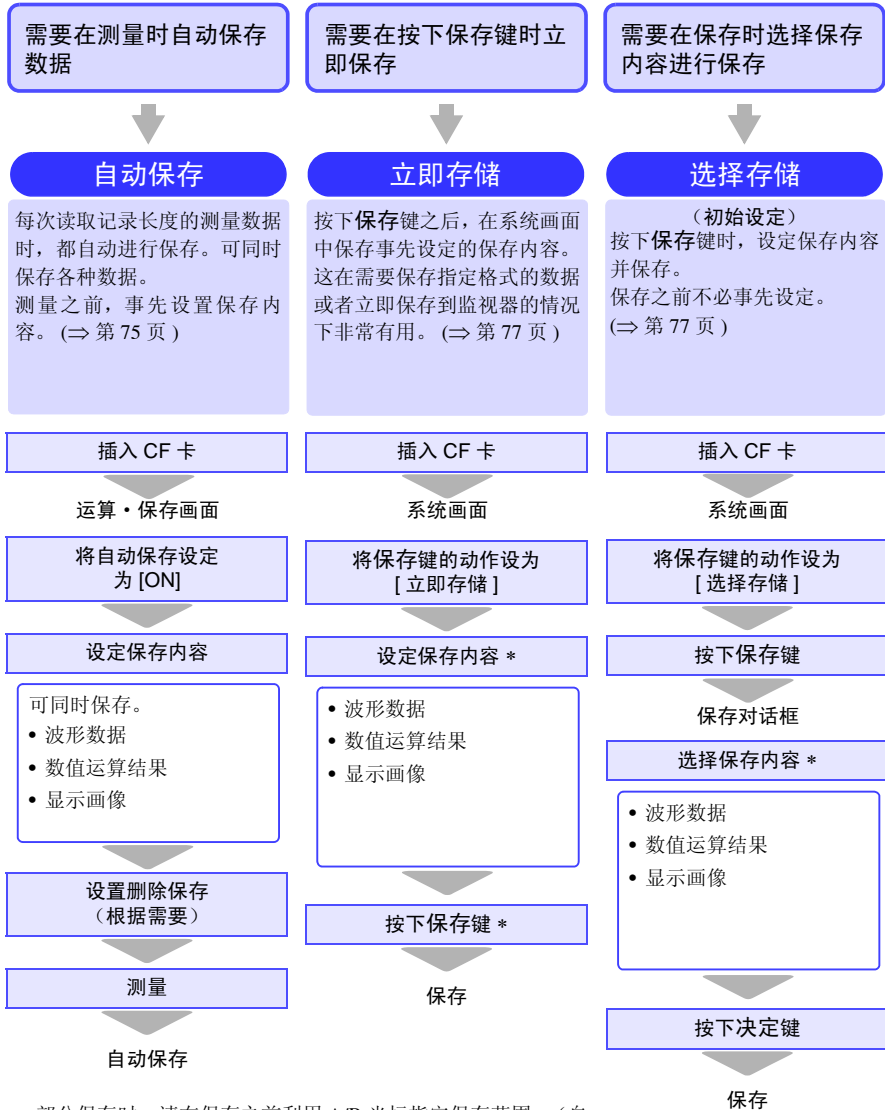 需要在测量时自动保存
数据
自动保存
每次读取记录长度的测量数据
时，都自动进行保存。可同时
保存各种数据。
测量之前，事先设置保存内
容。 (⇒ 第 75 页 )
插入 CF 卡
运算・保存画面
将自动保存设定
为 [ON]
设定保存内容
可同时保存。
• 波形数据
• 数值运算结果
• 显示画像
设置删除保存
（根据需要）
测量
自动保存
需要在按下保存键时立
即保存
立即存储
按下保存键之后，在系统画面
中保存事先设定的保存内容。
这在需要保存指定格式的数据
或者立即保存到监视器的情况
下非常有用。 (⇒ 第 77 页 )
插入 CF 卡
系统画面
将保存键的动作设为
[ 立即存储 ]
设定保存内容 *
• 波形数据
• 数值运算结果
• 显示画像
按下保存键 *
保存
需要在保存时选择保存
内容进行保存
选择存储
（初始设定）
按下保存键时，设定保存内容
并保存。
保存之前不必事先设定。
(⇒ 第 77 页 )
插入 CF 卡
系统画面
将保存键的动作设为
[ 选择存储 ]
按下保存键
保存对话框
选择保存内容 *
• 波形数据
• 数值运算结果
• 显示画像
按下决定键
保存